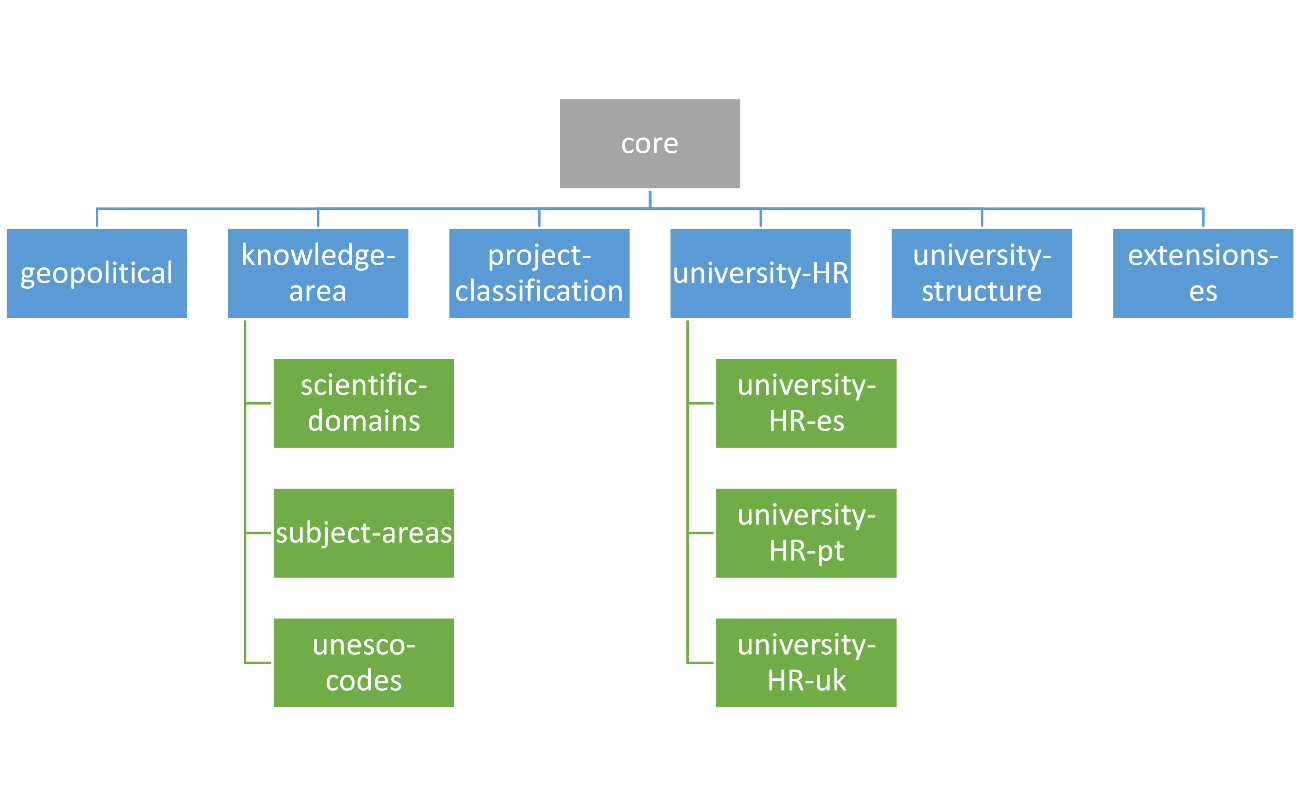 core
geopolitical
knowledge-
area
project-
classification
university-HR
university-
structure
extensions-
es
scientific-
domains
subject-areas
unesco-
codes
university-
HR-es
university-
HR-pt
university-
HR-uk